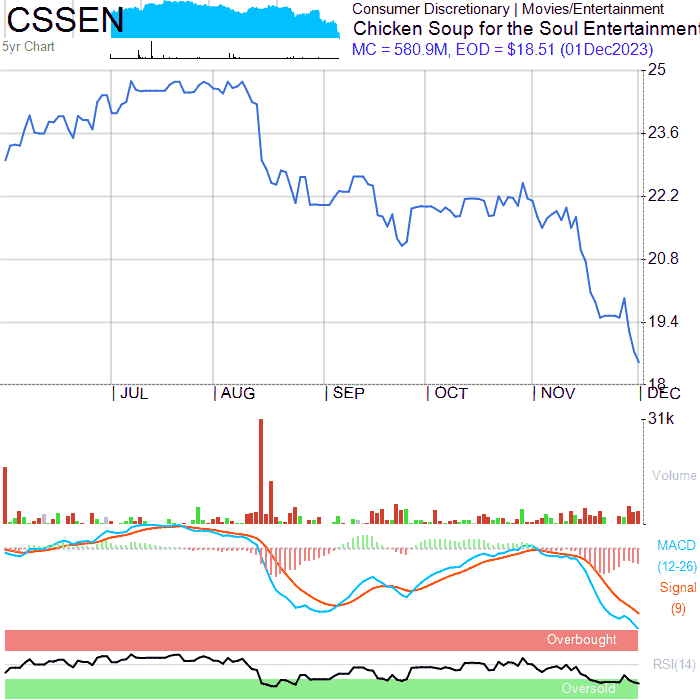 CSSEN
5yr Chart
Consumer Discretionary | Movies/Entertainment
Chicken Soup for the Soul Entertainment
MC = 580.9M, EOD = $18.51 (01Dec2023)
25
23.6
22.2
20.8
19.4
18
JUL AUG SEP OCT NOV DEC
31k
Volume
MACD
(12-26)
Signal
(9)
Overbought
RSI(14)
Oversold